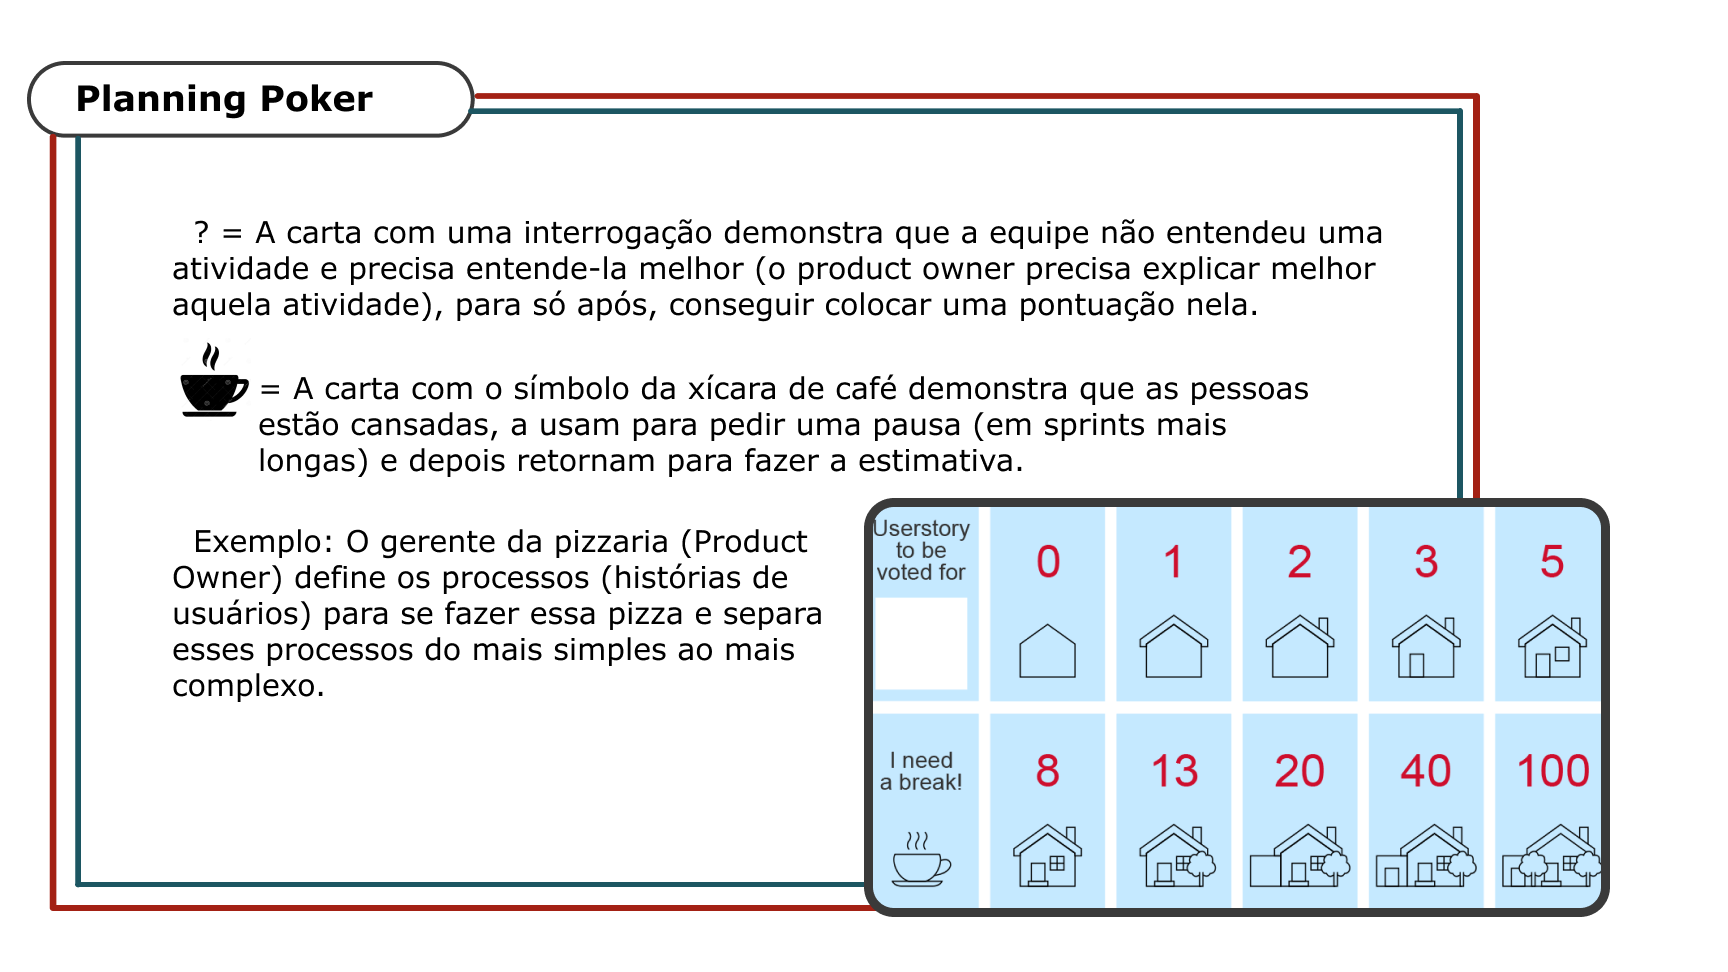 Planning Poker
? = A carta com uma interrogação demonstra que a equipe não entendeu uma
atividade e precisa entende-la melhor (o product owner precisa explicar melhor
aquela atividade), para só após, conseguir colocar uma pontuação nela.
= A carta com o símbolo da xícara de café demonstra que as pessoas
estão cansadas, a usam para pedir uma pausa (em sprints mais
longas) e depois retornam para fazer a estimativa.
Exemplo: O gerente da pizzaria (Product
Owner) define os processos (histórias de
usuários) para se fazer essa pizza e separa
esses processos do mais simples ao mais
complexo.
Userstory
to be
voted for
0 1 2 3 5
I need
a break!
8 13 20 40 100